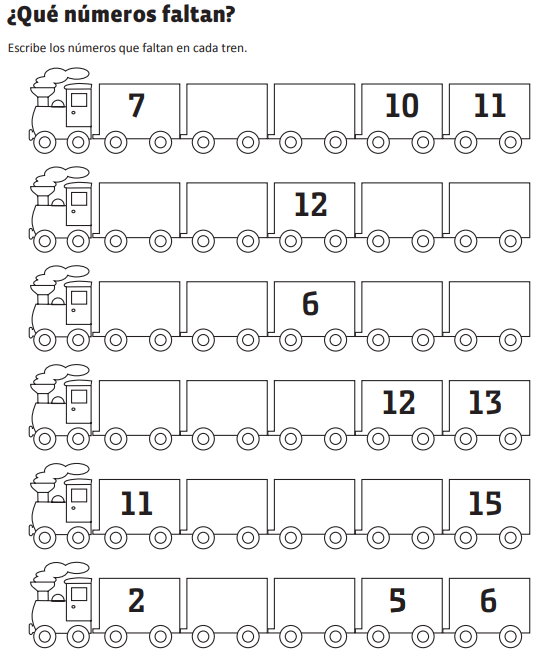 ¿Qué números faltan?
Escribe los números que faltan en cada tren.
7 10 11
12
6
12 13
11 15
2 5 6